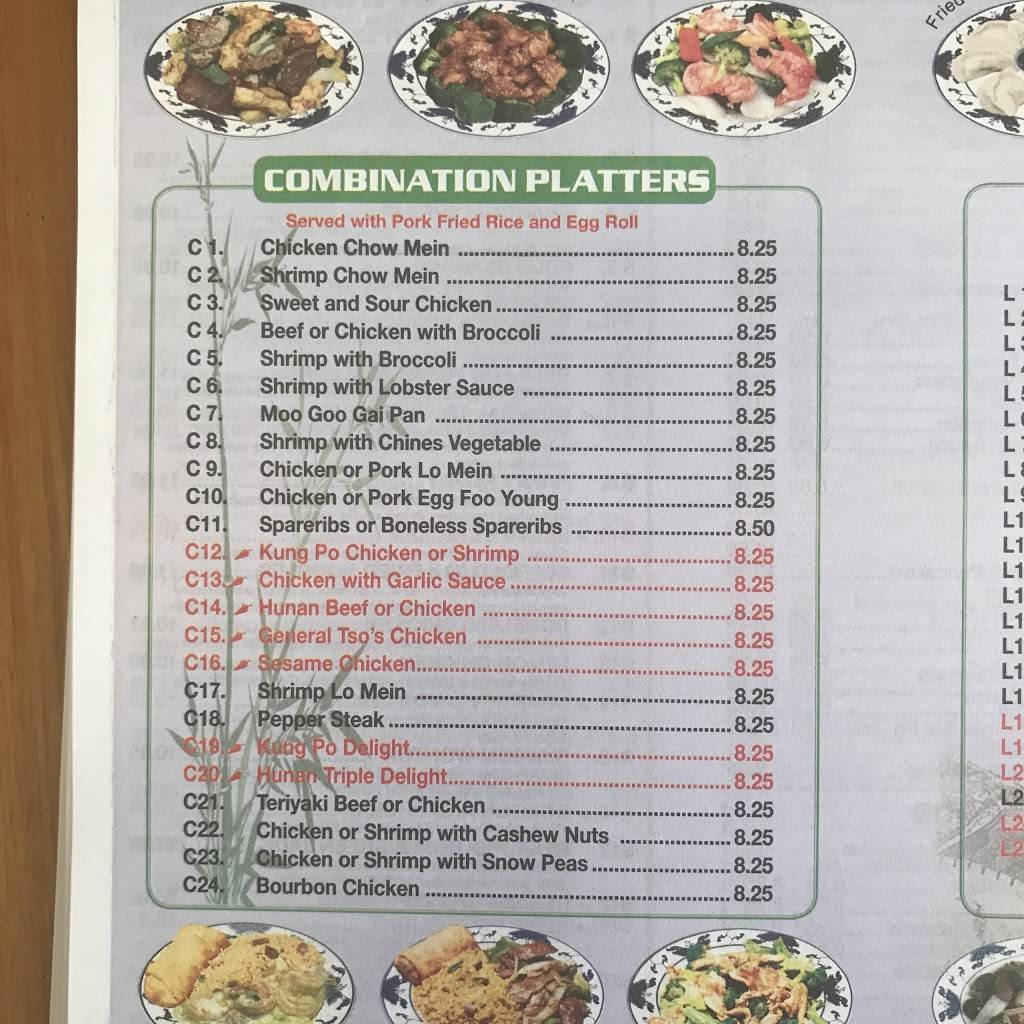 Fried
COMBINATION PLATTERS
Served with Pork Fried Rice and Egg Roll
C 1. Chicken Chow Mein 8.25
C 2. Shrimp Chow Mein 8.25
C 3. Sweet and Sour Chicken 8.25
C 4. Beef or Chicken with Broccoli 8.25
C 5. Shrimp with Broccoli 8.25
C 6. Shrimp with Lobster Sauce 8.25
C 7. Moo Goo Gai Pan 8.25
C 8. Shrimp with Chines Vegetable 8.25
C 9. Chicken or Pork Lo Mein 8.25
C10. Chicken or Pork Egg Foo Young 8.25
C11. Spareribs or Boneless Spareribs 8.50
C12. Kung Po Chicken or Shrimp 8.25
C13. Chicken with Garlic Sauce 8.25
C14. Hunan Beef or Chicken 8.25
C15. General Tso's Chicken 8.25
C16. Sesame Chicken 8.25
C17. Shrimp Lo Mein 8.25
C18. Pepper Steak 8.25
C19. Kung Po Delight 8.25
C20. Hunan Triple Delight 8.25
C21. Teriyaki Beef or Chicken 8.25
C22. Chicken or Shrimp with Cashew Nuts 8.25
C23. Chicken or Shrimp with Snow Peas 8.25
C24. Bourbon Chicken 8.25